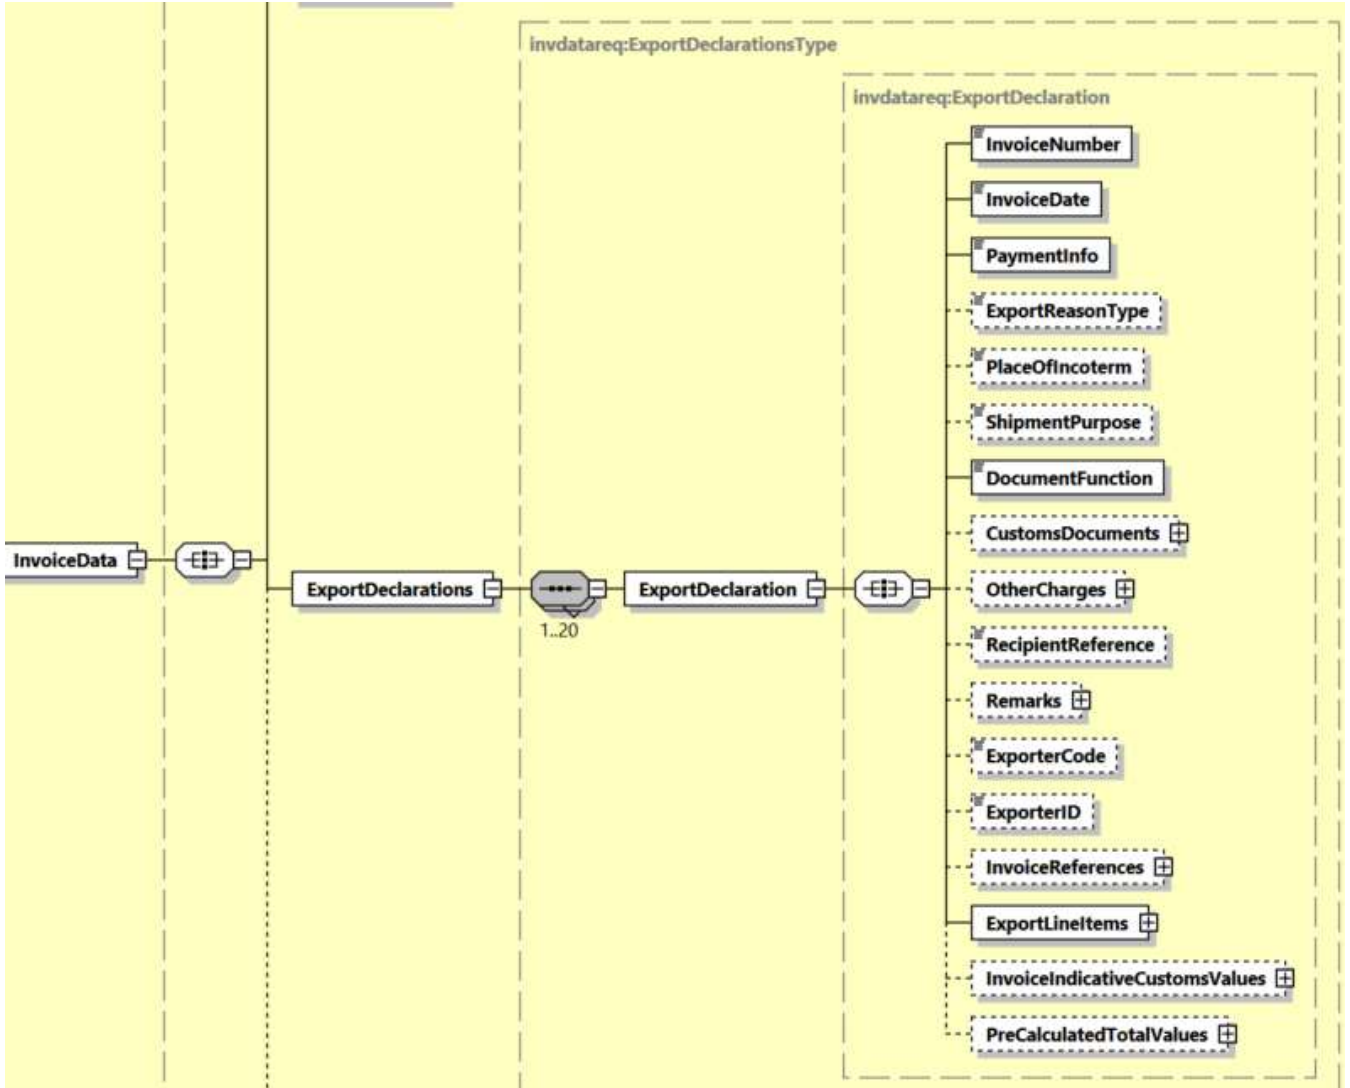 invdatareq:ExportDeclarationsType
invdatareq:ExportDeclaration
InvoiceNumber
InvoiceDate
PaymentInfo
ExportReasonType
PlaceOfIncoterm
ShipmentPurpose
DocumentFunction
CustomsDocuments
InvoiceData
ExportDeclarations
1..20
ExportDeclaration
OtherCharges
RecipientReference
Remarks
ExporterCode
ExporterID
InvoiceReferences
ExportLineItems
InvoiceIndicativeCustomsValues
PreCalculatedTotalValues